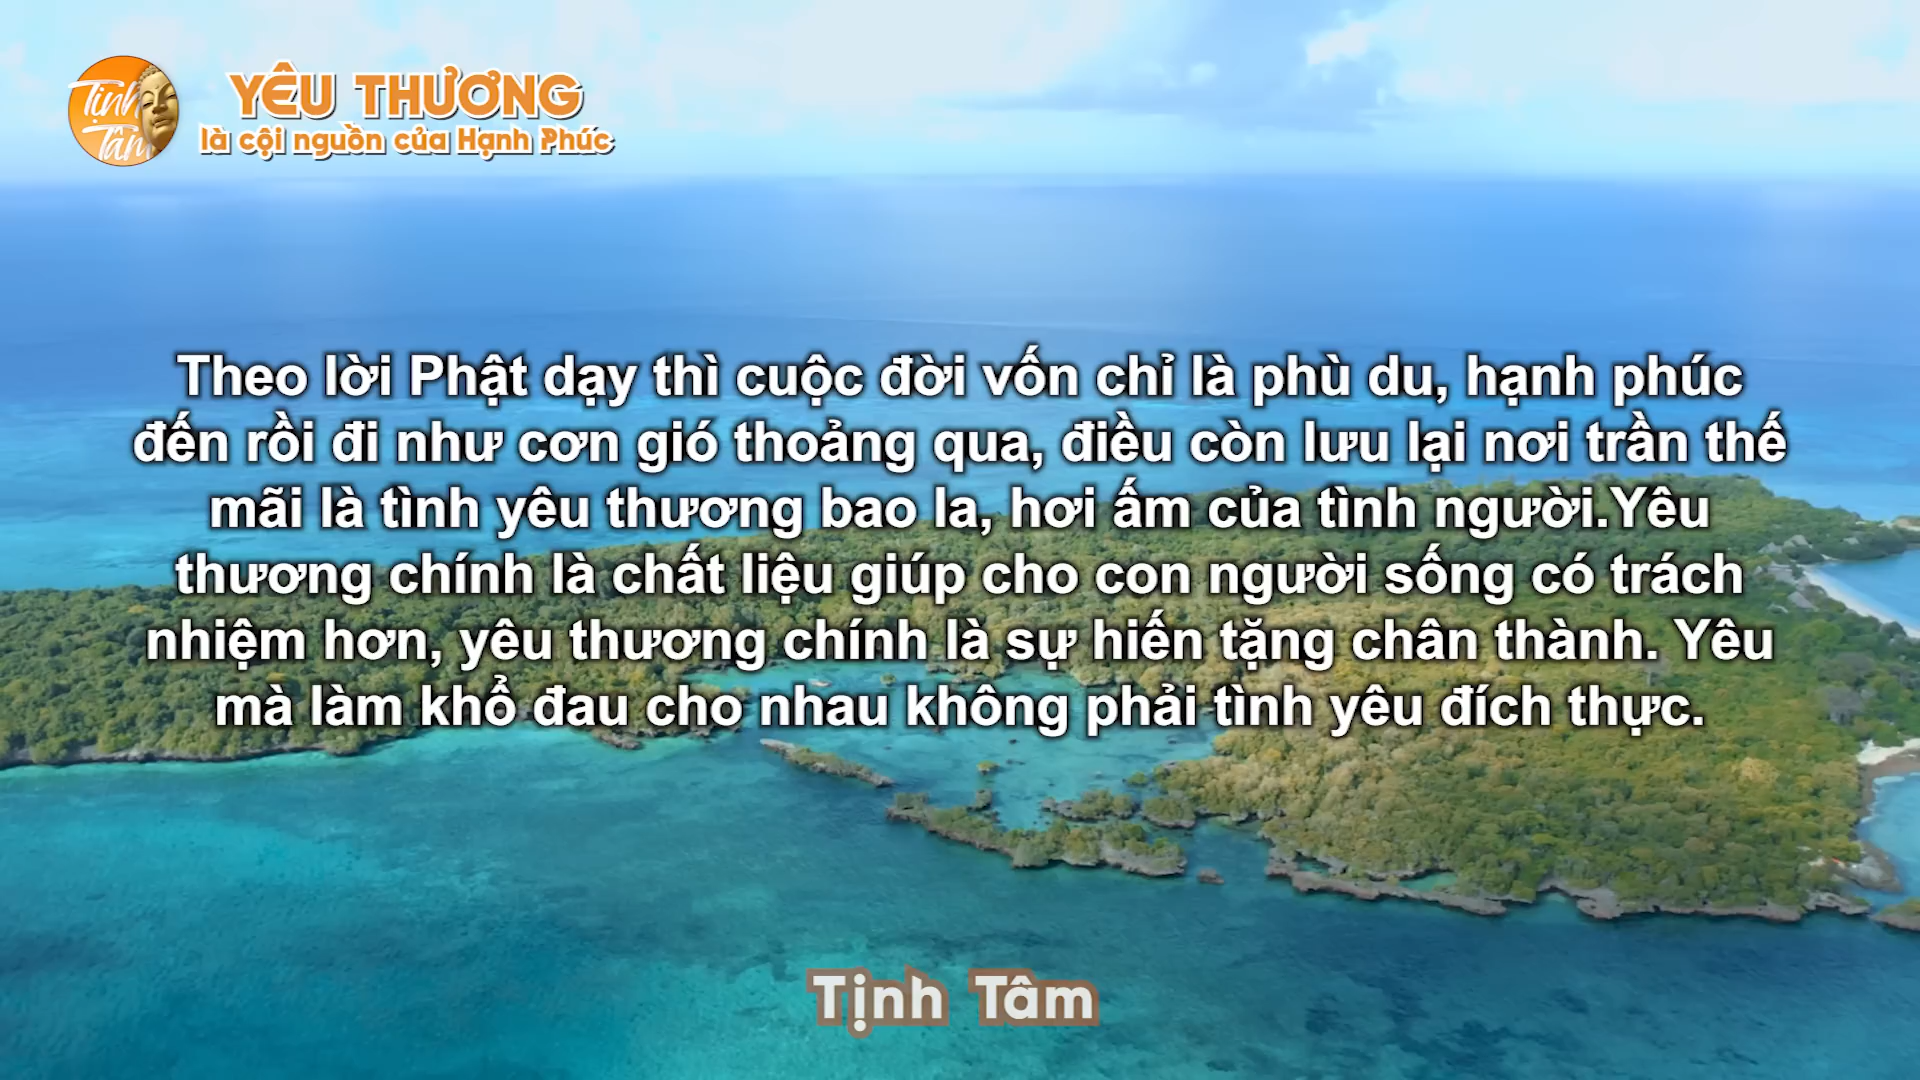 Tịnh
Tâm
YÊU THƯƠNG
là cội nguồn của Hạnh Phúc
Theo lời Phật dạy thì cuộc đời vốn chỉ là phù du, hạnh phúc
đến rồi đi như cơn gió thoảng qua, điều còn lưu lại nơi trần thế
mãi là tình yêu thương bao la, hơi ấm của tình người.Yêu
thương chính là chất liệu giúp cho con người sống có trách
nhiệm hơn, yêu thương chính là sự hiến tặng chân thành. Yêu
mà làm khổ đau cho nhau không phải tình yêu đích thực.
Tịnh Tâm